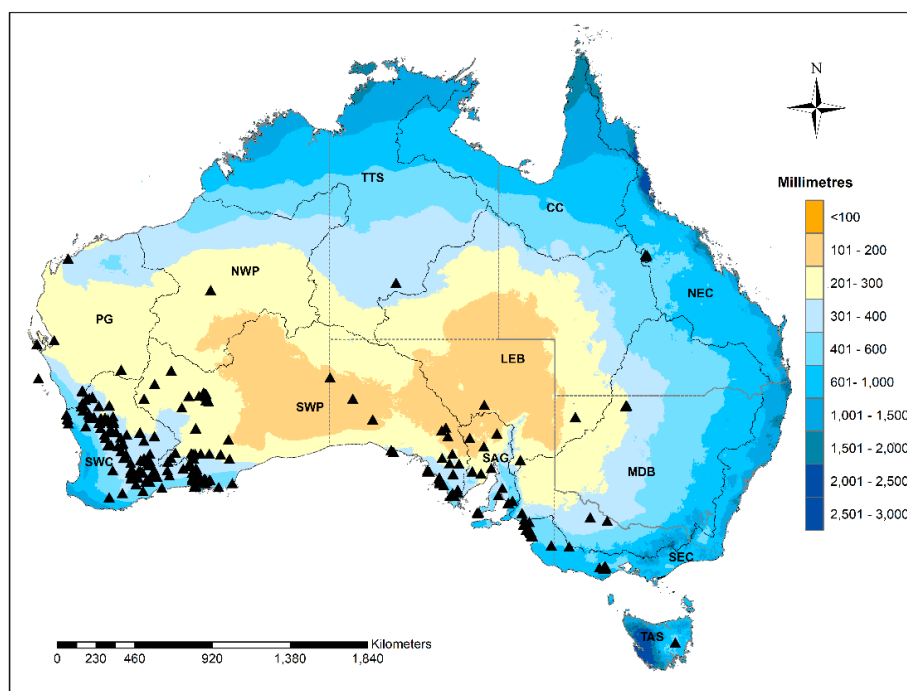 N
Millimetres
<100
101 - 200
201 - 300
301 - 400
401 - 600
601- 1,000
1,001 - 1,500
1,501 - 2,000
2,001 - 2,500
2,501 - 3,000
TTS
CC
NWP
PG
NEC
LEB
SWP
SWC
SAG
MDB
SEC
TAS
Kilometers
0 230 460 920 1,380 1,840